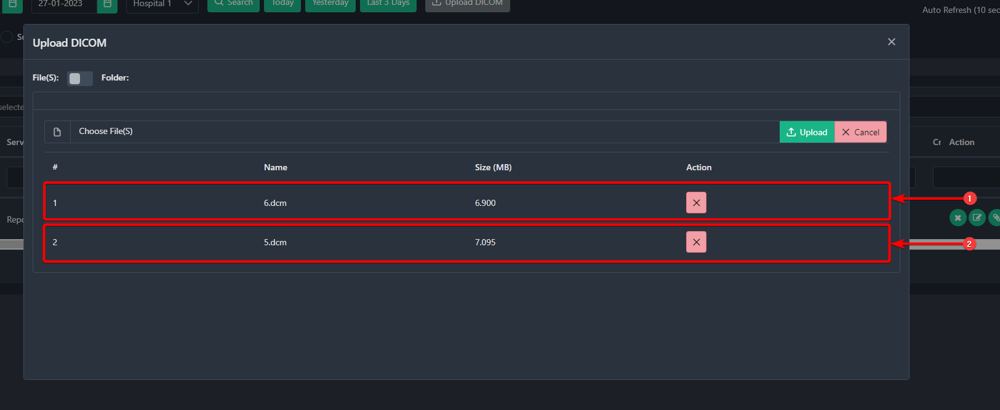 27-01-2023 Hospital 1 Search Today Yesterday Last 3 Days Upload DICOM
Auto Refresh (10 sec
Upload DICOM
File(S): Folder:
selecte
Choose File(S) Upload Cancel
Serv Cr Action
# Name Size (MB) Action
1 6.dcm 6.900 1
Repo
2 5.dcm 7.095 2